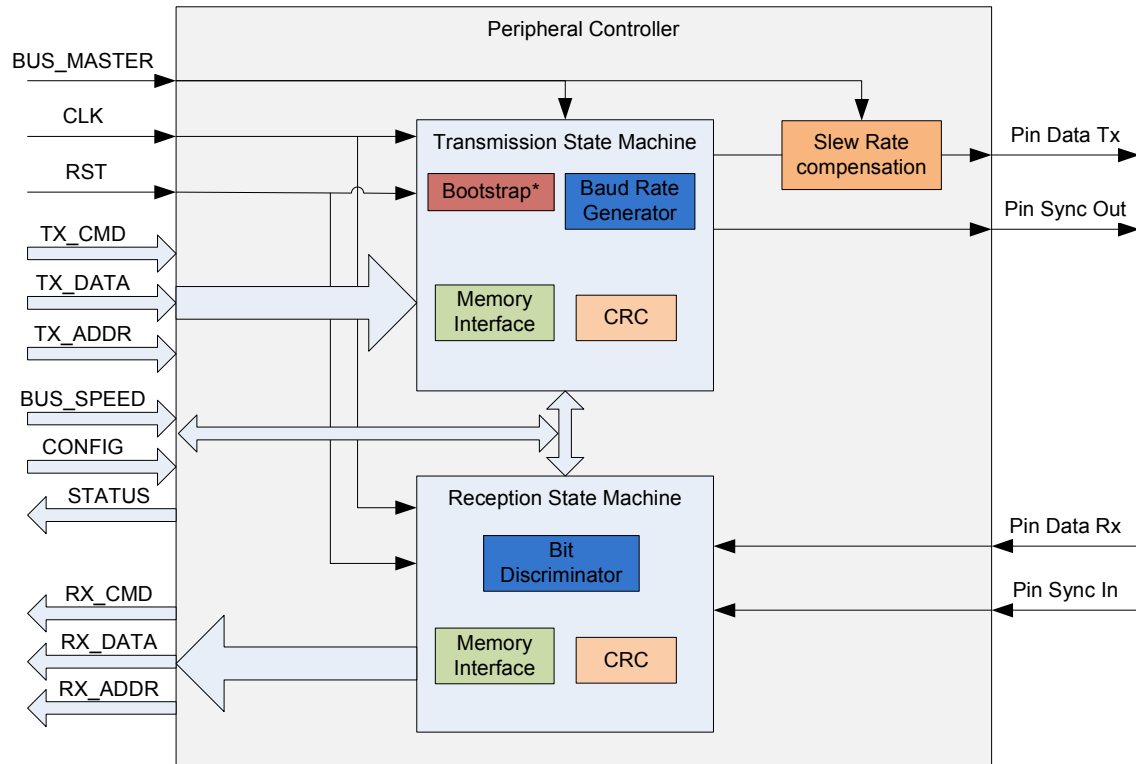 Peripheral Controller
BUS_MASTER
CLK
RST
TX_CMD
TX_DATA
TX_ADDR
BUS_SPEED
CONFIG
STATUS
RX_CMD
RX_DATA
RX_ADDR
Transmission State Machine
Bootstrap*
Baud Rate
Generator
Memory
Interface
CRC
Slew Rate
compensation
Pin Data Tx
Pin Sync Out
Reception State Machine
Bit
Discriminator
Memory
Interface
CRC
Pin Data Rx
Pin Sync In